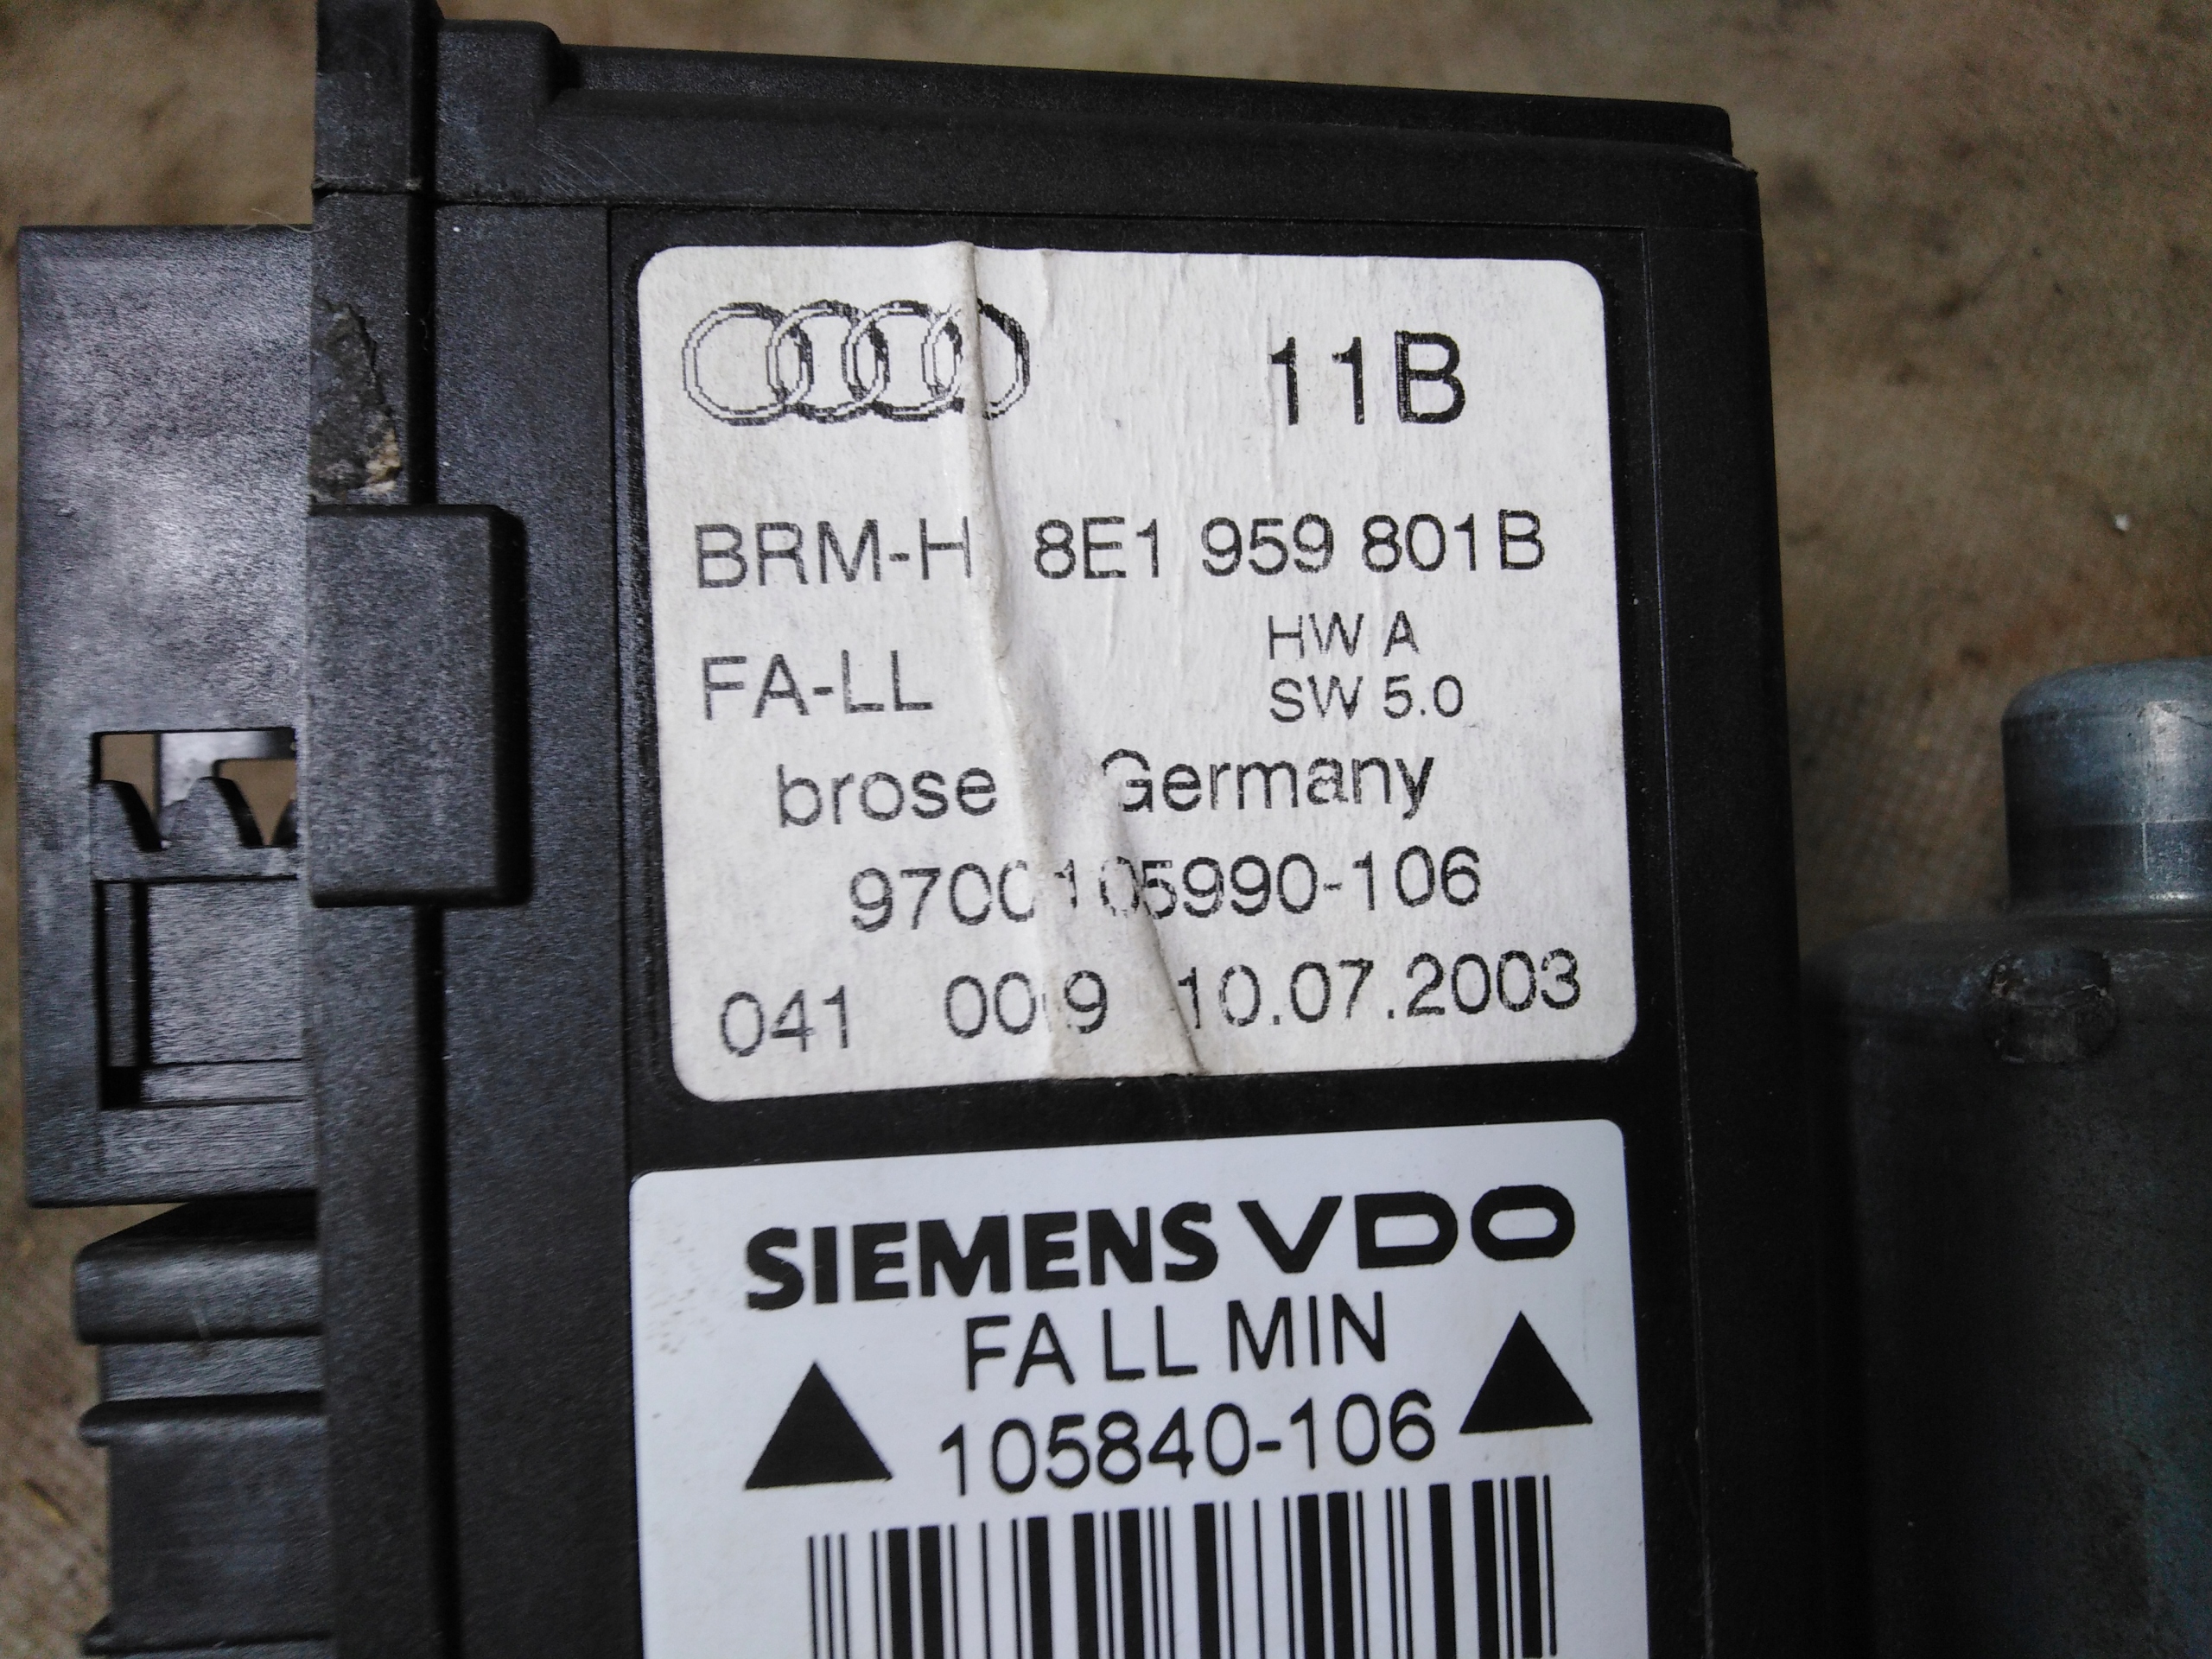 11B
BRM-H 8E1 959 801B
HW A
FA-LL
SW 5.0
brose Germany
9700105990-106
041 10.07.2003
SIEMENS VDO
FA LL MIN
105840-106